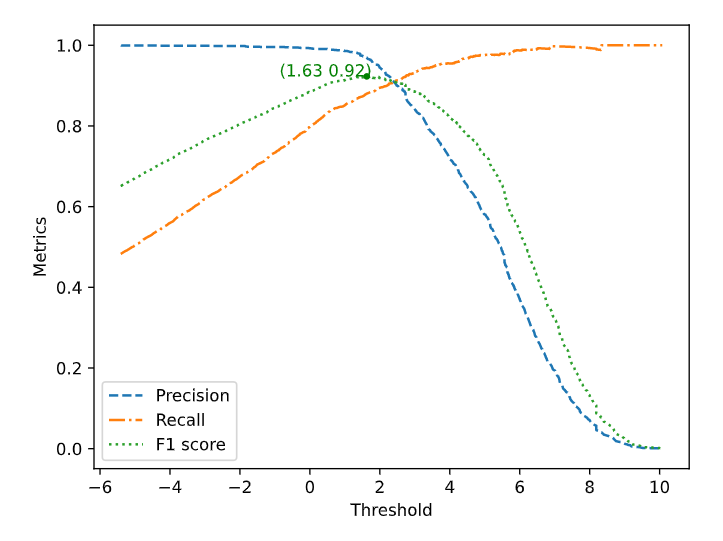 1.0
0.8
0.6
0.4
0.2
0.0
Metrics
(1.63 0.92)
Precision
Recall
F1 score
−6 −4 −2 0 2 4 6 8 10
Threshold